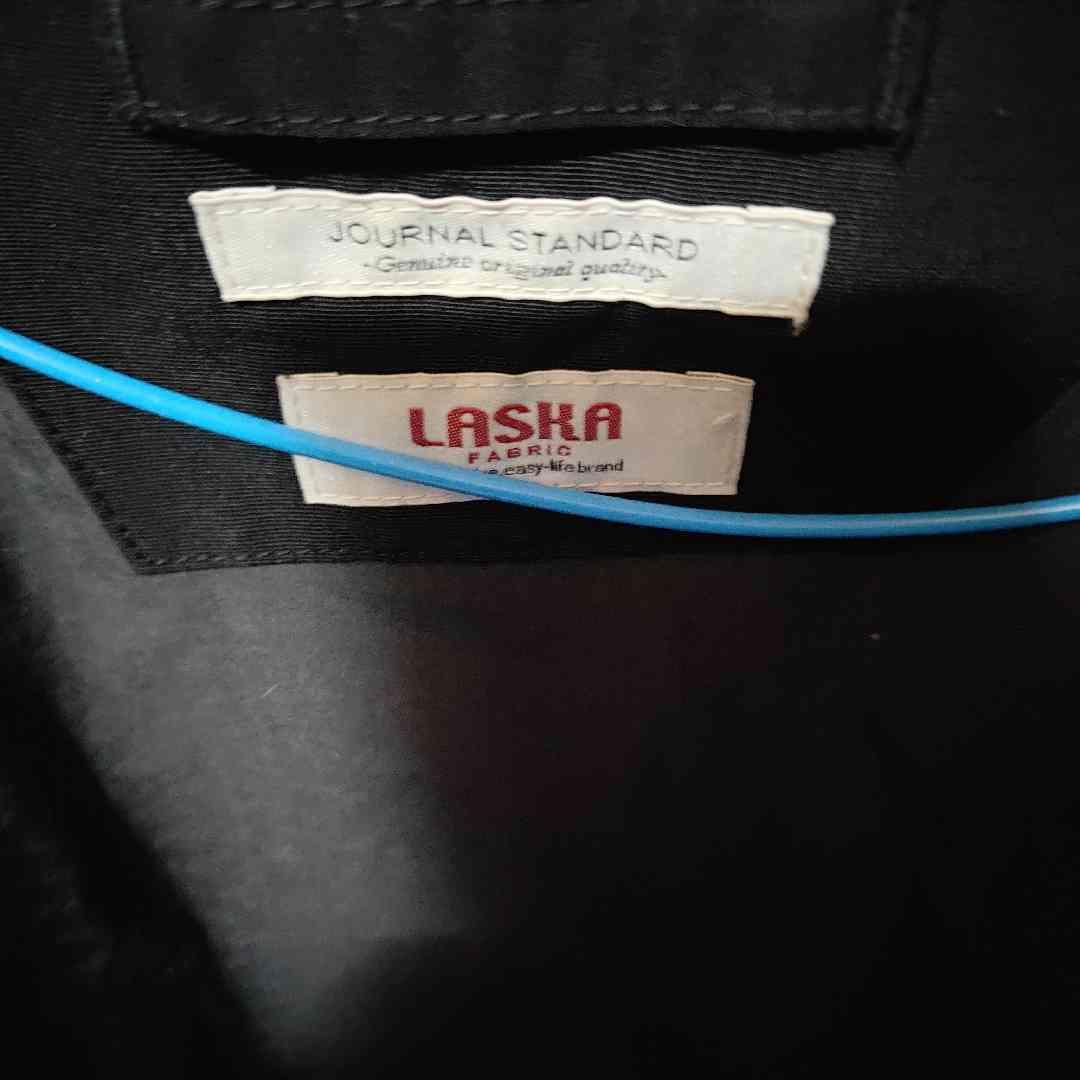 JOURNAL STANDARD
-Genuine original quality-
LASKA
FABRIC
easy-life brand